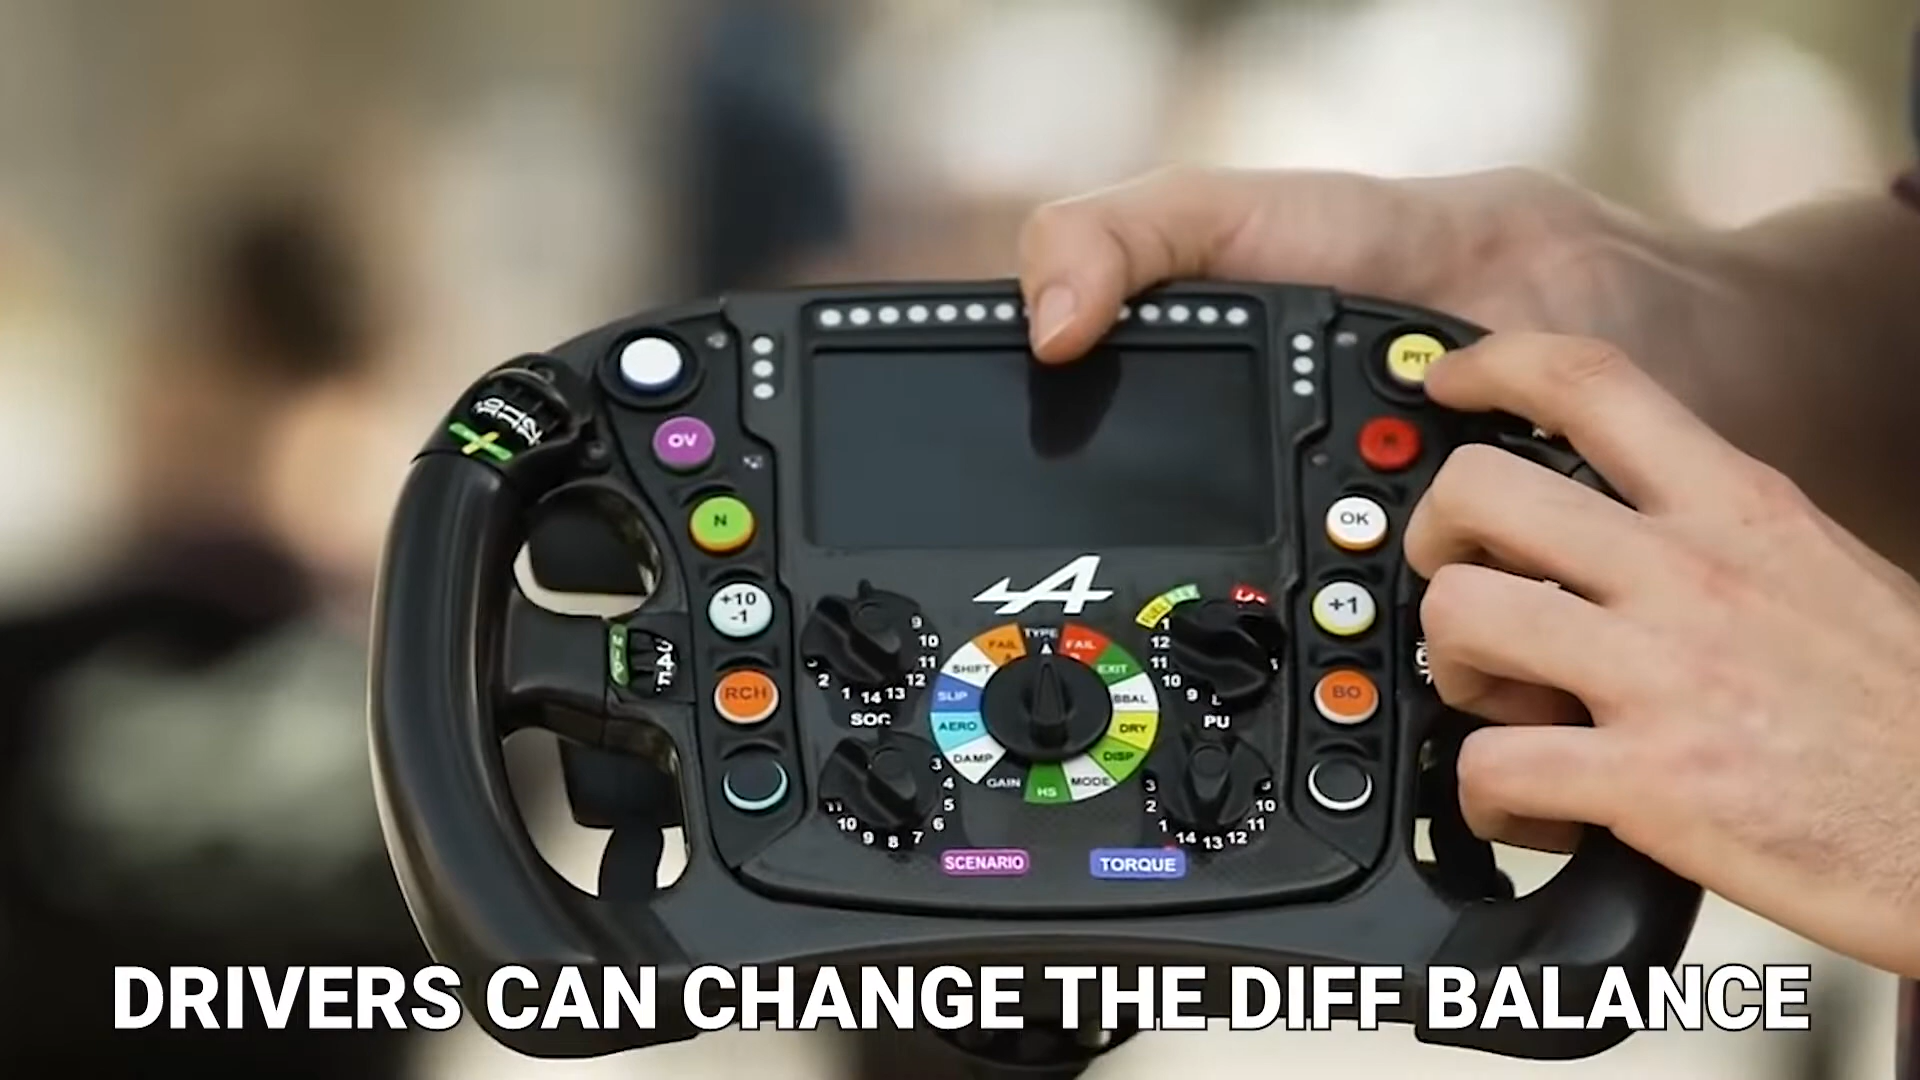 PIT
OV
N
OK
+10
-1
+1
RCH
BO
TYPE
FAIL
FAIL
SHIFT
EXIT
SLIP
BBAL
AERO
DRY
DAMP
DISP
GAIN
MODE
HS
9
10
11
12
13
14
1
2
SOC
FUEL
12
11
10
9
PU
3
4
5
6
7
8
9
10
11
3
2
1
14
13
12
11
10
SCENARIO
TORQUE
DRIVERS CAN CHANGE THE DIFF BALANCE